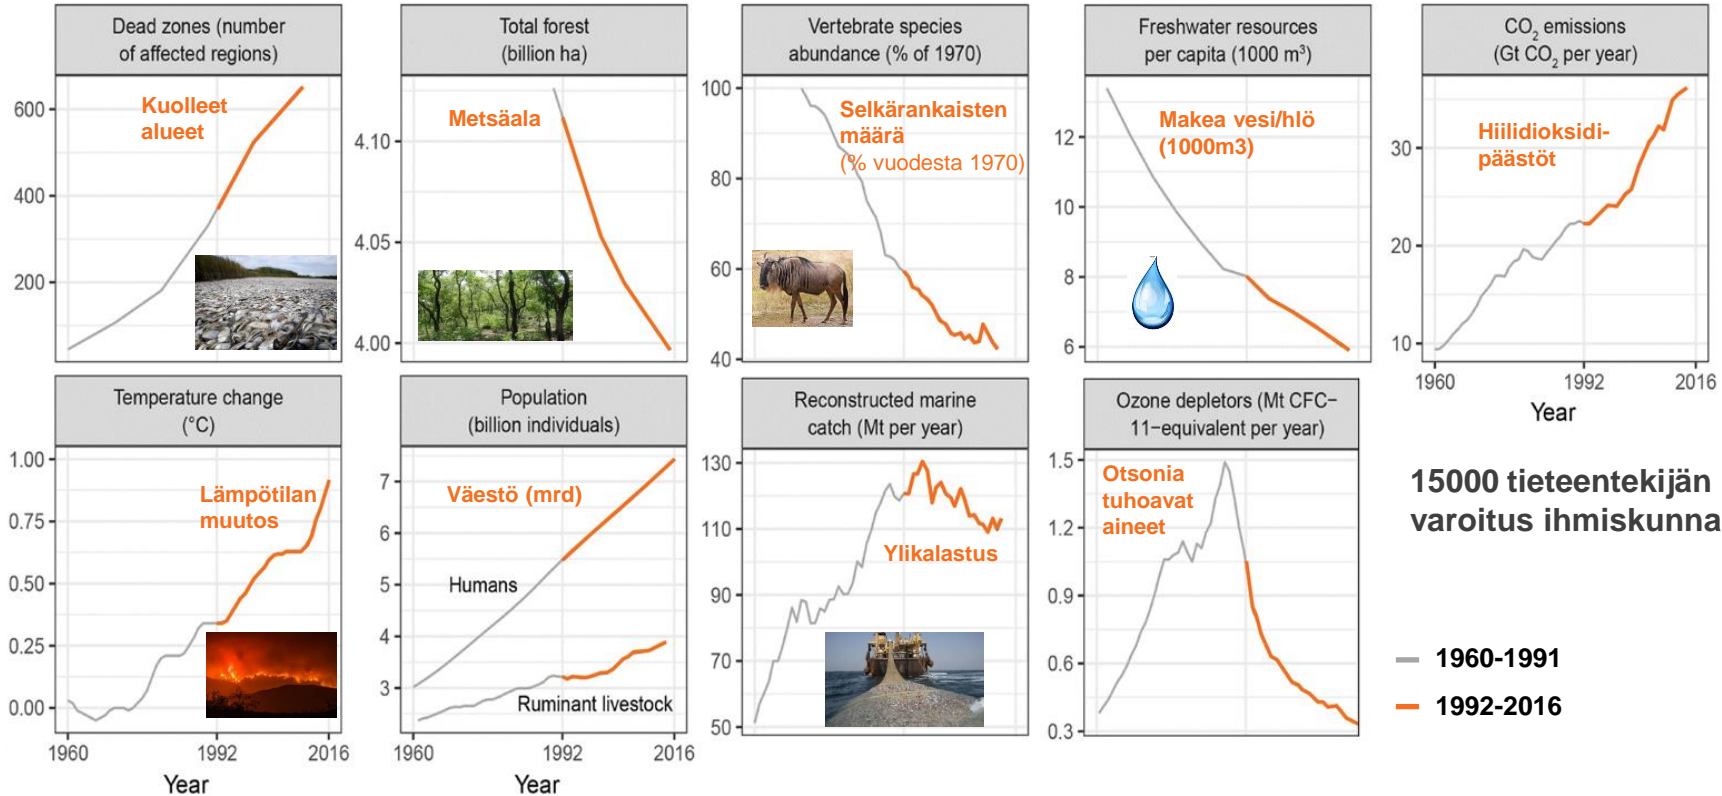 Dead zones (number
of affected regions)
600
400
200
Kuolleet
alueet
Total forest
(billion ha)
4.10
4.05
4.00
Metsäala
Vertebrate species
abundance (% of 1970)
100
80
60
40
Selkärankaisten
määrä
(% vuodesta 1970)
Freshwater resources
per capita (1000 m³)
12
10
8
6
Makea vesi/hlö
(1000m3)
CO₂ emissions
(Gt CO₂ per year)
30
20
10
Hiilidioksidi-
päästöt
1960 1992 2016
Year
Temperature change
(°C)
1.00
0.75
0.50
0.25
0.00
Lämpötilan
muutos
1960 1992 2016
Year
Population
(billion individuals)
7
6
5
4
3
Väestö (mrd)
Humans
Ruminant livestock
1960 1992 2016
Year
Reconstructed marine
catch (Mt per year)
130
110
90
70
50
Ylikalastus
Ozone depletors (Mt CFC−
11−equivalent per year)
1.5
1.2
0.9
0.6
0.3
Otsonia
tuhoavat
aineet
15000 tieteentekijän
varoitus ihmiskunna
1960-1991
1992-2016